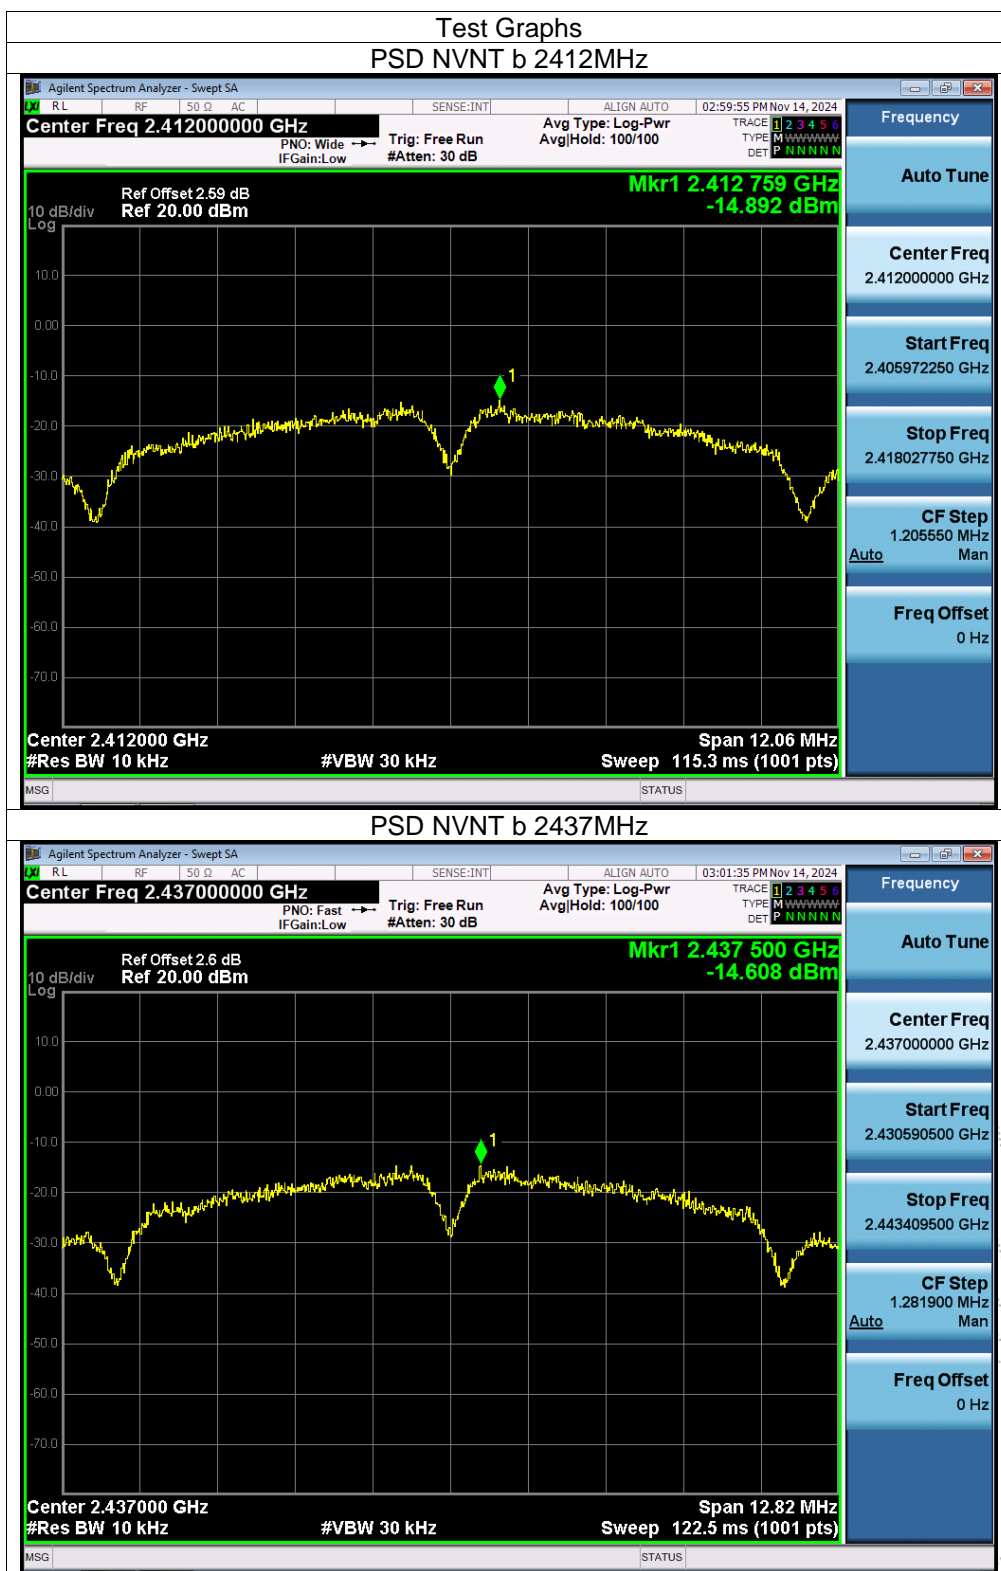 Test Graphs
PSD NVNT b 2412MHz
Agilent Spectrum Analyzer - Swept SA
LXI RL RF 50 Ω AC SENSE:INT ALIGN AUTO 02:59:55 PM Nov 14, 2024
Center Freq 2.412000000 GHz Avg Type: Log-Pwr TRACE 1 2 3 4 5 6
PNO: Wide Trig: Free Run Avg|Hold: 100/100 TYPE M WWWWW
IFGain:Low #Atten: 30 dB DET P N N N N N
Frequency
Auto Tune
Mkr1 2.412 759 GHz
Ref Offset 2.59 dB
10 dB/div Ref 20.00 dBm -14.892 dBm
Log
10.0
0.00
-10.0
-20.0
-30.0
-40.0
-50.0
-60.0
-70.0
1
Center Freq
2.412000000 GHz
Start Freq
2.405972250 GHz
Stop Freq
2.418027750 GHz
CF Step
1.205550 MHz
Auto Man
Freq Offset
0 Hz
Center 2.412000 GHz Span 12.06 MHz
#Res BW 10 kHz #VBW 30 kHz Sweep 115.3 ms (1001 pts)
MSG STATUS
PSD NVNT b 2437MHz
Agilent Spectrum Analyzer - Swept SA
LXI RL RF 50 Ω AC SENSE:INT ALIGN AUTO 03:01:35 PM Nov 14, 2024
Center Freq 2.437000000 GHz Avg Type: Log-Pwr TRACE 1 2 3 4 5 6
PNO: Fast Trig: Free Run Avg|Hold: 100/100 TYPE M WWWWW
IFGain:Low #Atten: 30 dB DET P N N N N N
Frequency
Auto Tune
Mkr1 2.437 500 GHz
Ref Offset 2.6 dB
10 dB/div Ref 20.00 dBm -14.608 dBm
Log
10.0
0.00
-10.0
-20.0
-30.0
-40.0
-50.0
-60.0
-70.0
1
Center Freq
2.437000000 GHz
Start Freq
2.430590500 GHz
Stop Freq
2.443409500 GHz
CF Step
1.281900 MHz
Auto Man
Freq Offset
0 Hz
Center 2.437000 GHz Span 12.82 MHz
#Res BW 10 kHz #VBW 30 kHz Sweep 122.5 ms (1001 pts)
MSG STATUS